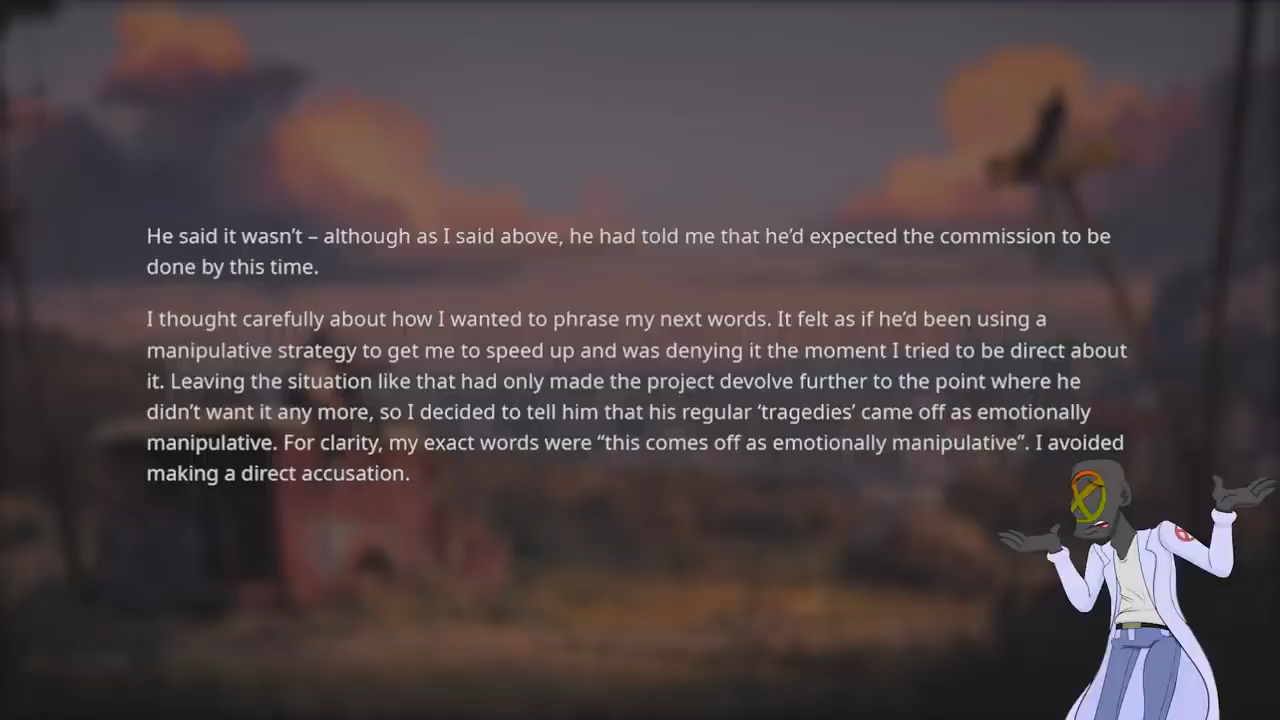 He said it wasn’t – although as I said above, he had told me that he’d expected the commission to be
done by this time.
I thought carefully about how I wanted to phrase my next words. It felt as if he’d been using a
manipulative strategy to get me to speed up and was denying it the moment I tried to be direct about
it. Leaving the situation like that had only made the project devolve further to the point where he
didn’t want it any more, so I decided to tell him that his regular ‘tragedies’ came off as emotionally
manipulative. For clarity, my exact words were “this comes off as emotionally manipulative”. I avoided
making a direct accusation.